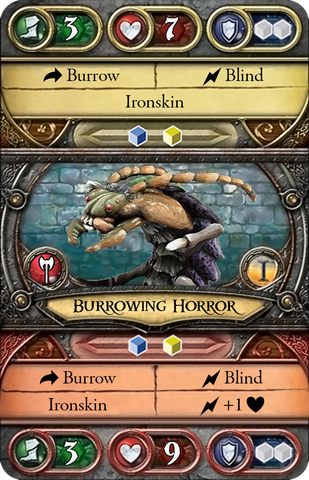 3 7
Burrow Blind
Ironskin
I
BURROWING HORROR
Burrow Blind
Ironskin +1
3 9